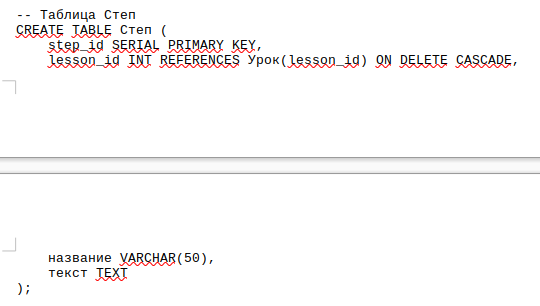 -- Таблица Степ
CREATE TABLE Степ (
step_id SERIAL PRIMARY KEY,
lesson_id INT REFERENCES Урок(lesson_id) ON DELETE CASCADE,
название VARCHAR(50),
текст TEXT
);